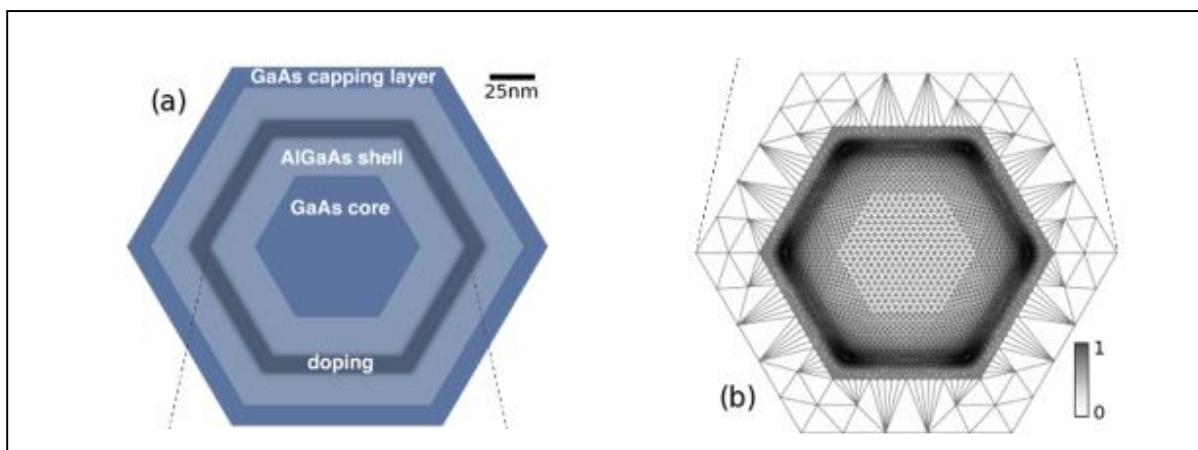 GaAs capping layer
(a)
25nm
AlGaAs shell
GaAs core
doping
(b)
1
0